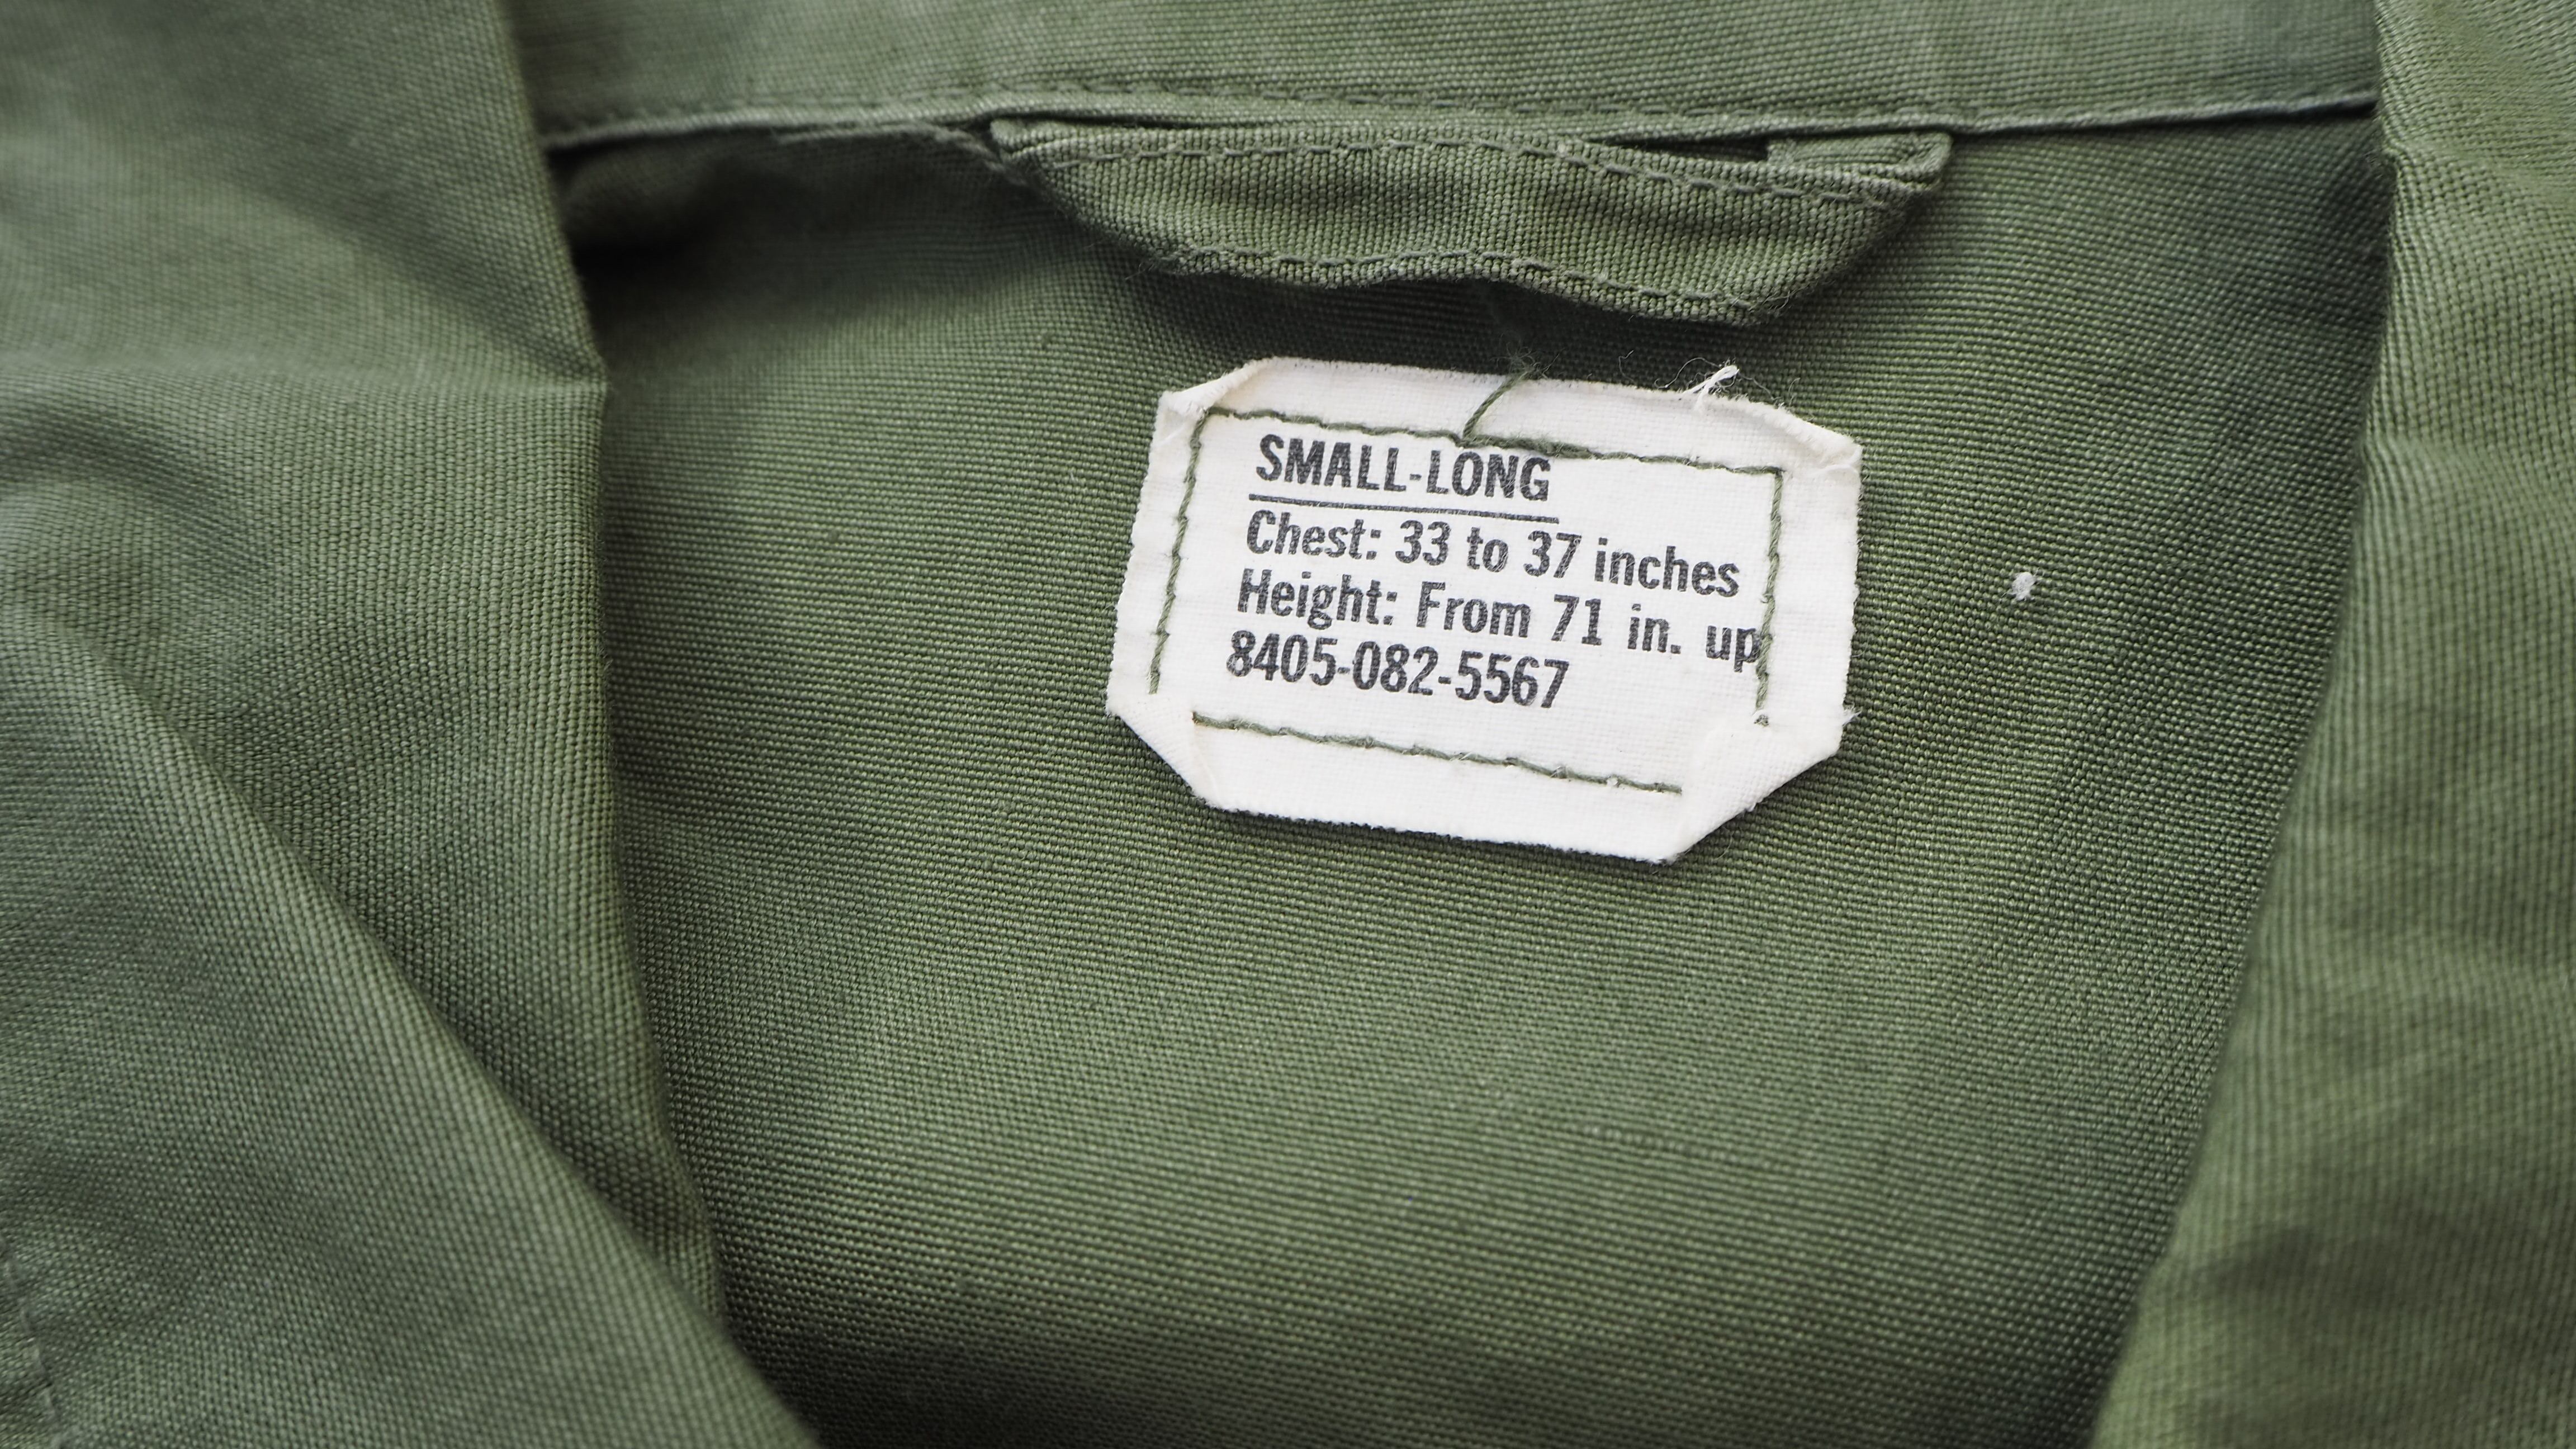 SMALL-LONG
Chest: 33 to 37 inches
Height: From 71 in. up
8405-082-5567